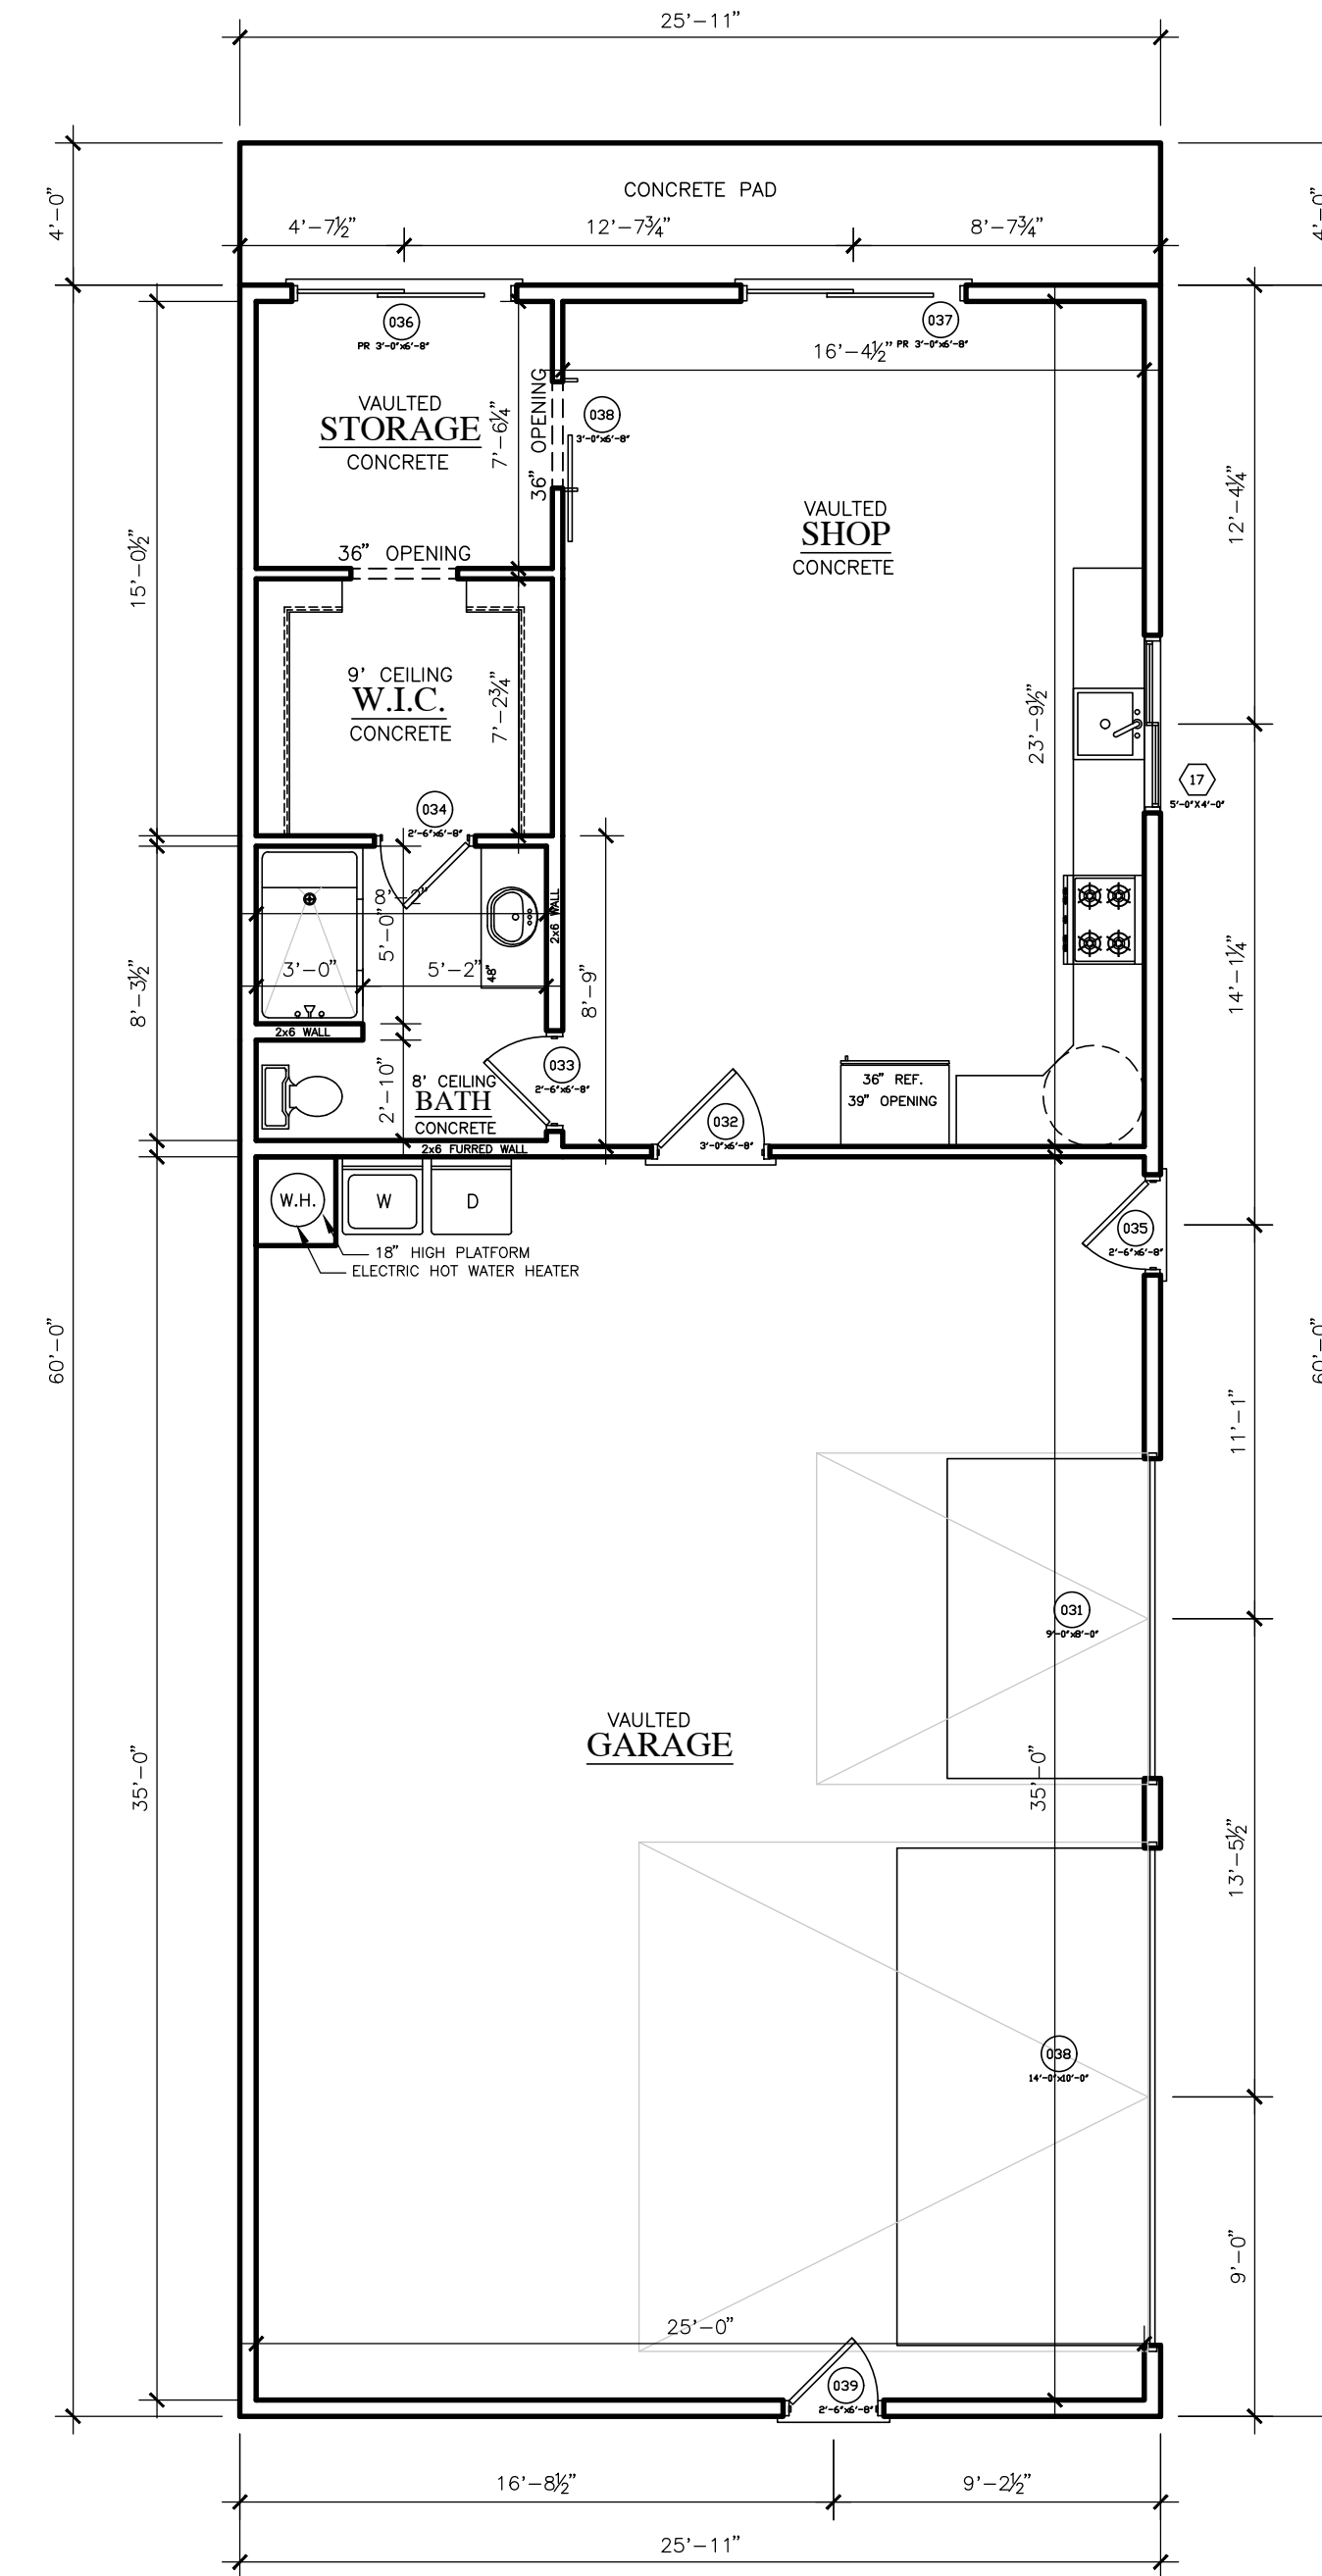 25'-11"
CONCRETE PAD
4'-0"
4'-0"
4'-7½"
12'-7¾"
8'-7¾"
036
PR 3'-0"x6'-8"
037
PR 3'-0"x6'-8"
16'-4½"
VAULTED
STORAGE
CONCRETE
7'-6¼"
36" OPENING
038
3'-0"x6'-8"
12'-4¼"
VAULTED
SHOP
CONCRETE
15'-0½"
36" OPENING
9' CEILING
W.I.C.
CONCRETE
7'-2¾"
23'-9½"
17
5'-0"X4'-0"
034
2'-6"x6'-8"
8'-2"
5'-0"
2x6 WALL
3'-0"
5'-2"
48"
8'-3½"
8'-9"
14'-1¼"
2x6 WALL
033
2'-6"x6'-8"
2'-10"
8' CEILING
BATH
CONCRETE
36" REF.
39" OPENING
032
3'-0"x6'-8"
2x6 FURRED WALL
W.H.
W
D
18" HIGH PLATFORM
ELECTRIC HOT WATER HEATER
035
2'-6"x6'-8"
60'-0"
60'-0"
11'-1"
031
9'-0"x8'-0"
VAULTED
GARAGE
35'-0"
35'-0"
13'-5½"
038
14'-0"x10'-0"
9'-0"
25'-0"
039
2'-6"x6'-8"
16'-8½"
9'-2½"
25'-11"